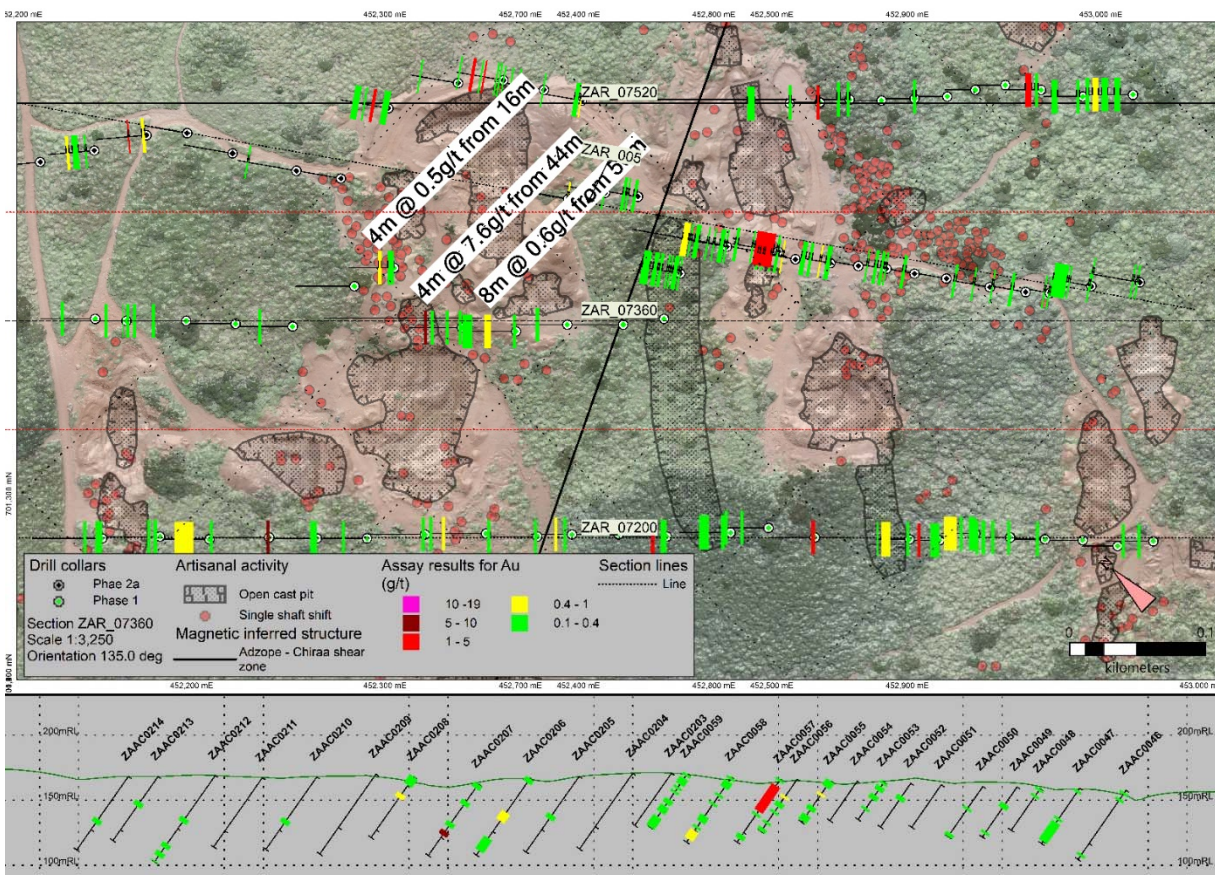 52,200 mE 452,300 mE 452,700 mE 452,400 mE 452,800 mE 452,500 mE 452,900 mE 453,000 mE
ZAR_07520
ZAR_005
4m @ 0.5g/t from 16m
4m @ 7.6g/t from 44m
8m @ 0.6g/t from
ZAR_07360
701,300 mN
ZAR_07200
Drill collars
Phae 2a
Phase 1
Section ZAR_07360
Scale 1:3,250
Orientation 135.0 deg
Artisanal activity
Open cast pit
Single shaft shift
Magnetic inferred structure
Adzope - Chiraa shear
zone
Assay results for Au
(g/t)
10 -19
5 - 10
1 - 5
0.4 - 1
0.1 - 0.4
Section lines
Line
0 0.1
kilometers
452,200 mE 452,300 mE 452,700 mE 452,400 mE 452,800 mE 452,500 mE 452,900 mE 453,000 m
200mRL 200mRL
ZAAC0214 ZAAC0213 ZAAC0212 ZAAC0211 ZAAC0210 ZAAC0209 ZAAC0208 ZAAC0207 ZAAC0206 ZAAC0205 ZAAC0204 ZAAC0203 ZAAC0059 ZAAC0058 ZAAC0057 ZAAC0056 ZAAC0055 ZAAC0054 ZAAC0053 ZAAC0052 ZAAC0051 ZAAC0050 ZAAC0049 ZAAC0048 ZAAC0047 ZAAC0046
150mRL 150mRL
100mRL 100mRL